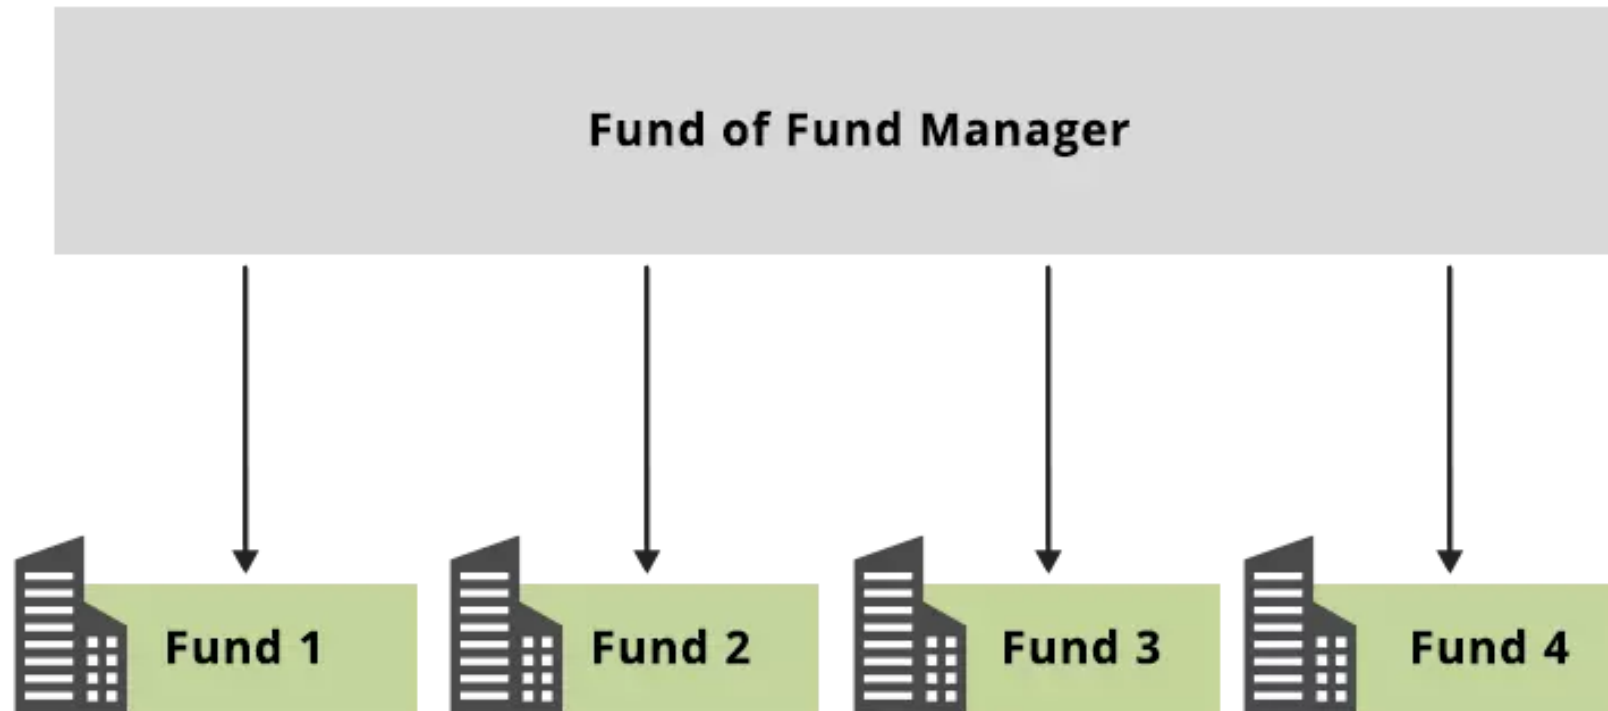 Fund of Fund Manager
Fund 1
Fund 2
Fund 3
Fund 4